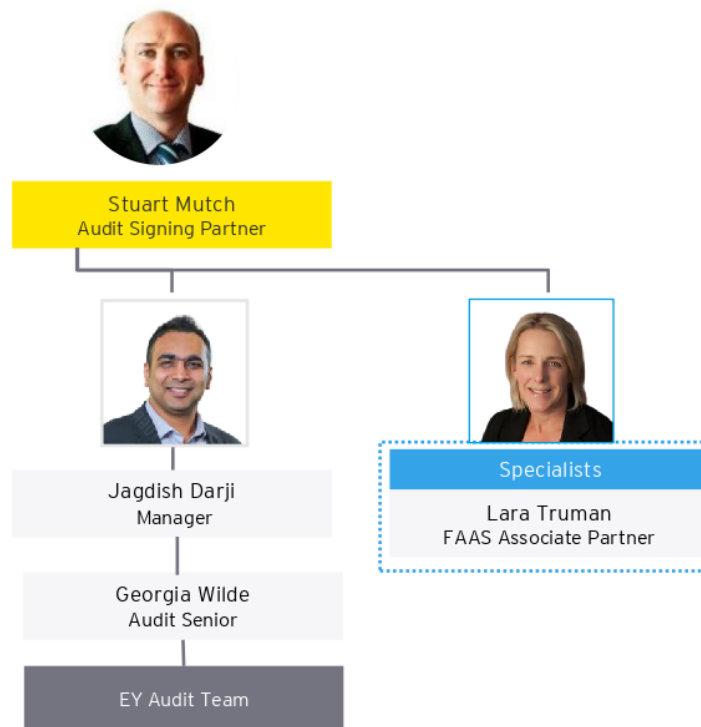 Stuart Mutch
Audit Signing Partner
Jagdish Darji
Manager
Georgia Wilde
Audit Senior
EY Audit Team
Specialists
Lara Truman
FAAS Associate Partner